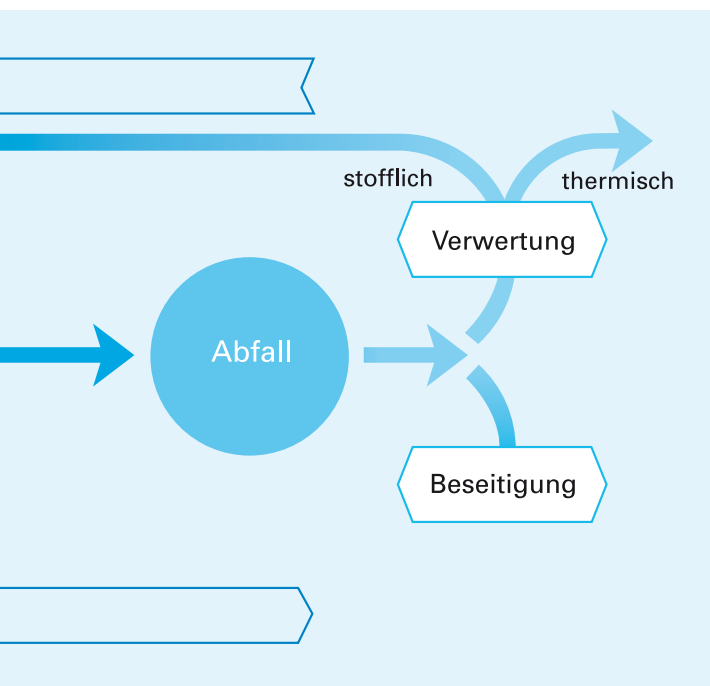 stofflich
thermisch
Verwertung
Abfall
Beseitigung